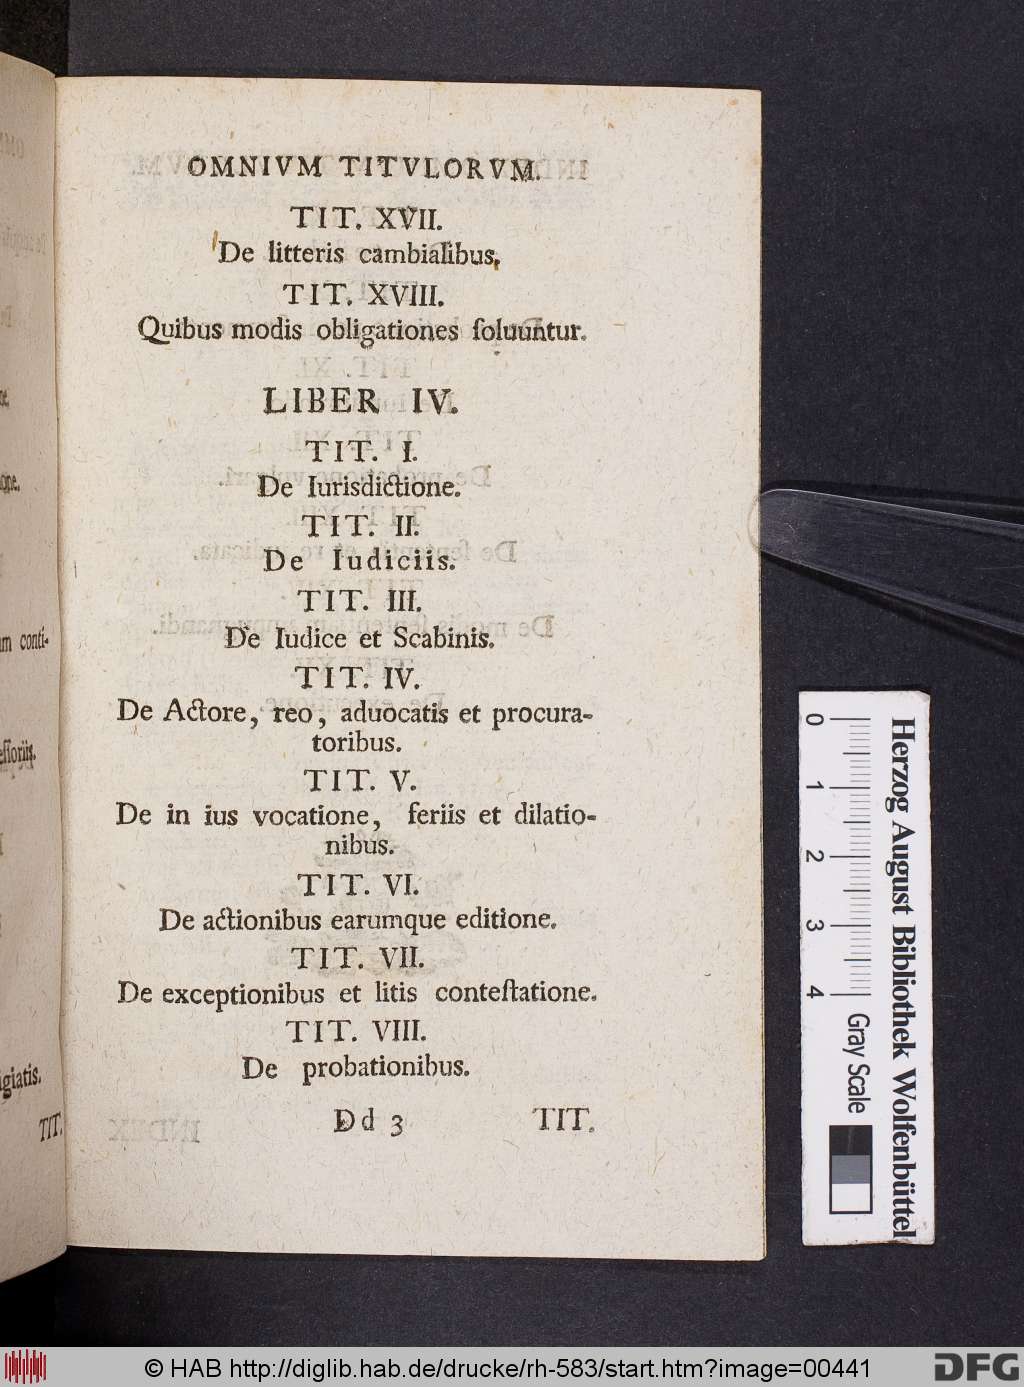 OMNIVM TITVLORVM.
TIT. XVII.
De litteris cambialibus.
TIT. XVIII.
Quibus modis obligationes ſoluuntur.
LIBER IV.
TIT. I.
De Iurisdictione.
TIT. II.
De Iudiciis.
TIT. III.
De Iudice et Scabinis.
TIT. IV.
De Actore, reo, aduocatis et procura-
toribus.
TIT. V.
De in ius vocatione, feriis et dilatio-
nibus.
TIT. VI.
De actionibus earumque editione.
TIT. VII.
De exceptionibus et litis conteſtatione.
TIT. VIII.
De probationibus.
Dd 3 TIT.
TIT.
0 1 2 3 4 Gray Scale
Herzog August Bibliothek Wolfenbüttel
© HAB http://diglib.hab.de/drucke/rh-583/start.htm?image=00441
DFG